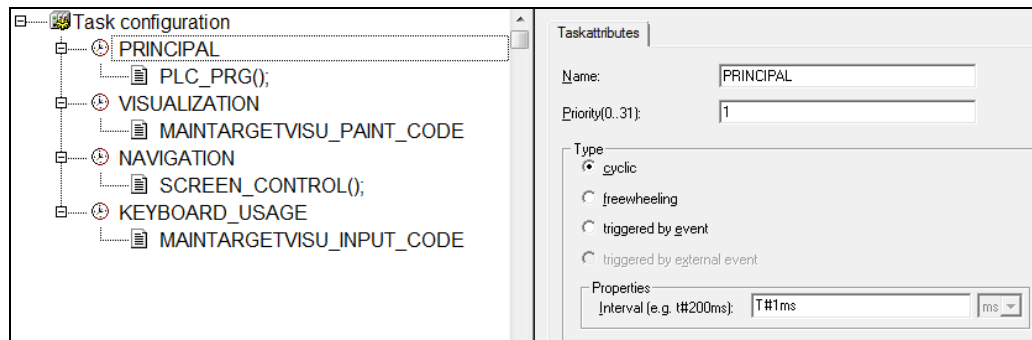 Task configuration
PRINCIPAL
PLC_PRG();
VISUALIZATION
MAINTARGETVISU_PAINT_CODE
NAVIGATION
SCREEN_CONTROL();
KEYBOARD_USAGE
MAINTARGETVISU_INPUT_CODE
Taskattributes
Name: PRINCIPAL
Priority(0..31): 1
Type
cyclic
freewheeling
triggered by event
triggered by external event
Properties
Interval (e.g. t#200ms): T#1ms ms